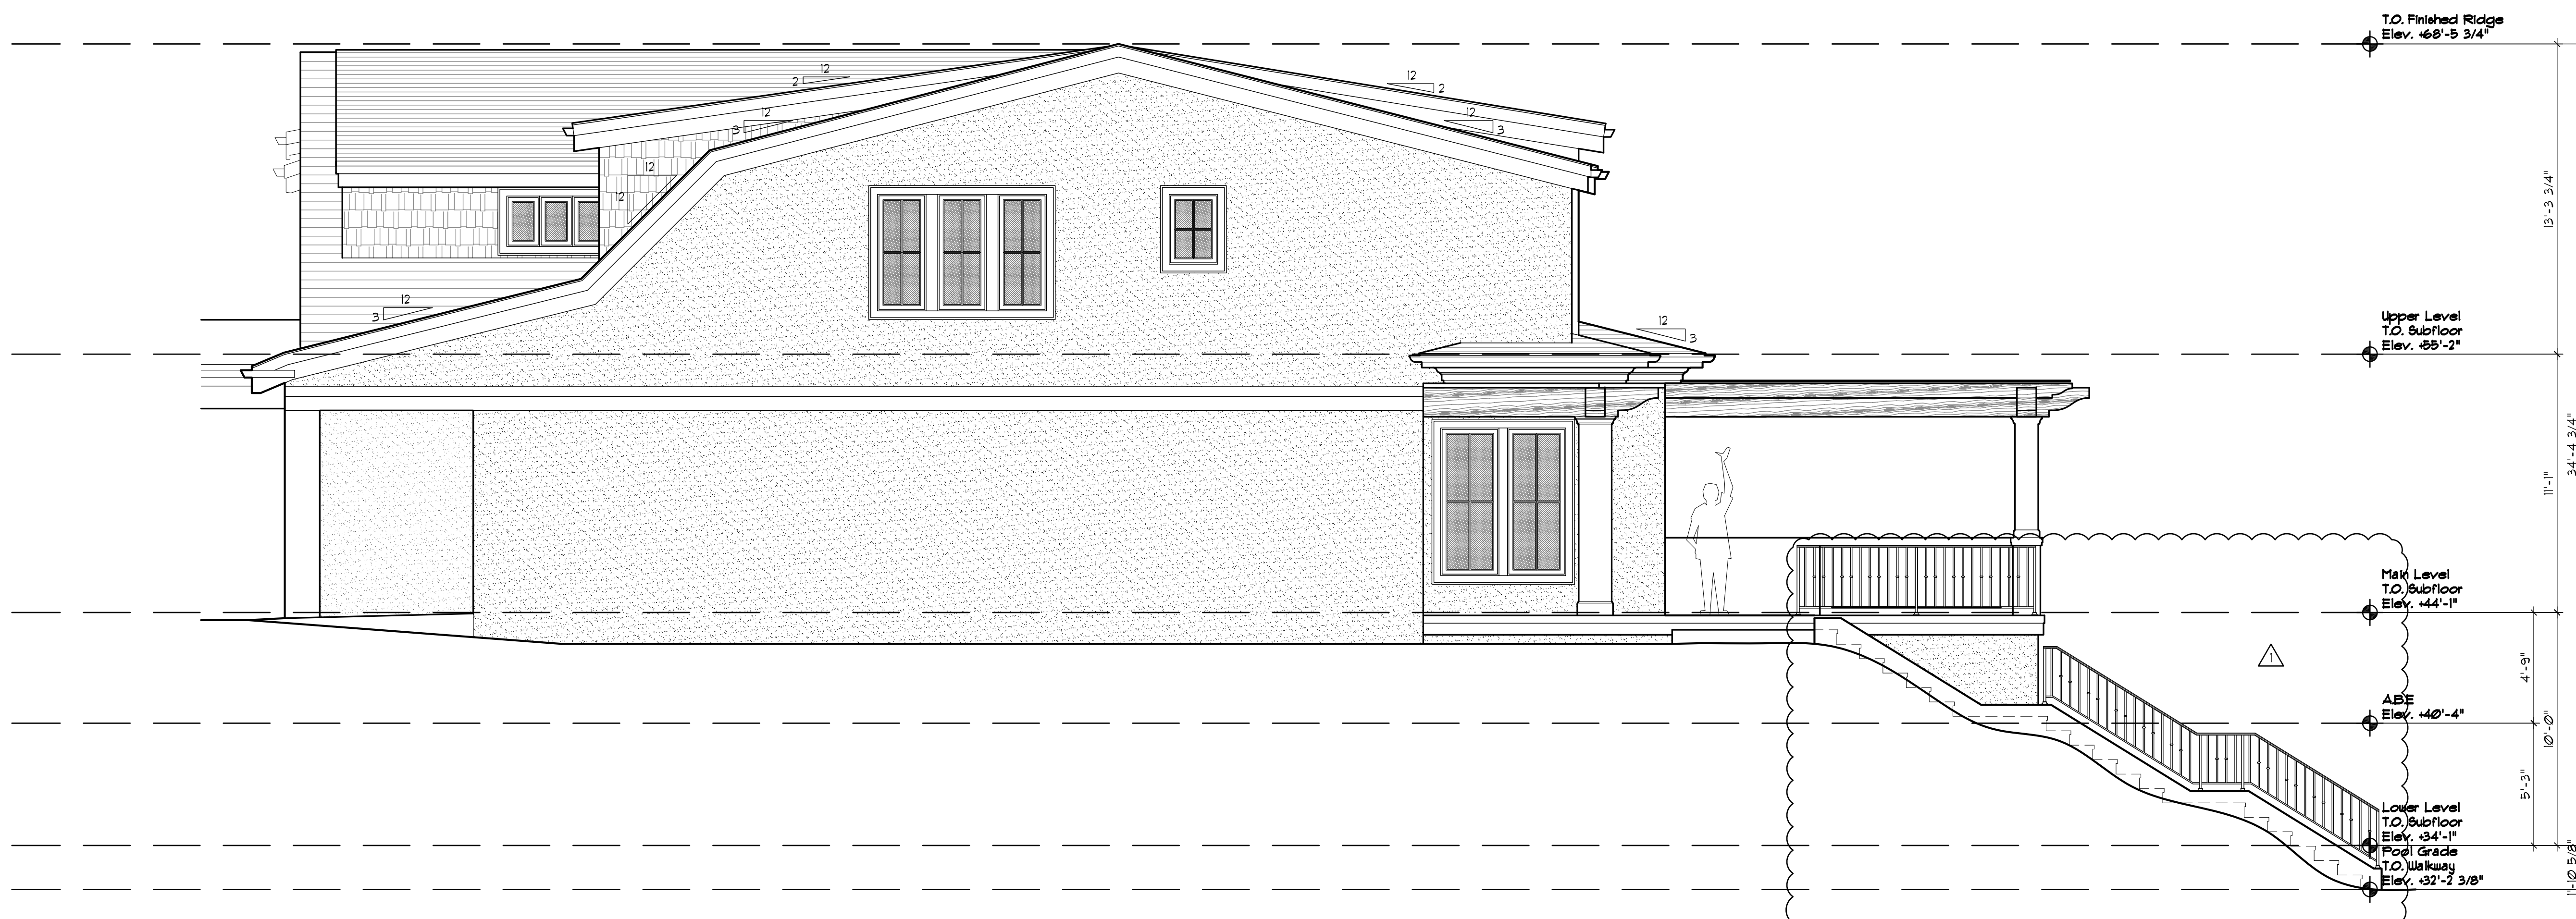 T.O. Finished Ridge
Elev. +68'-5 3/4"
12
2
12
3
12
12
12
3
12
2
12
3
12
3
13'-3 3/4"
Upper Level
T.O. Subfloor
Elev. +55'-2"
11'-1"
34'-4 3/4"
Main Level
T.O. Subfloor
Elev. +44'-1"
1
4'-9"
A.B.E
Elev. +40'-4"
10'-0"
5'-3"
Lower Level
T.O. Subfloor
Elev. +34'-1"
Pool Grade
T.O. Walkway
Elev. +32'-2 3/8"
1'-10 5/8"